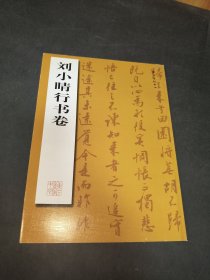 刘小晴行书卷
歸去来兮田園將蕪胡不歸
既自以心為形役奚惆悵而獨悲
悟已往之不諫知来者之可追實
迷途其未遠覺今是而昨非